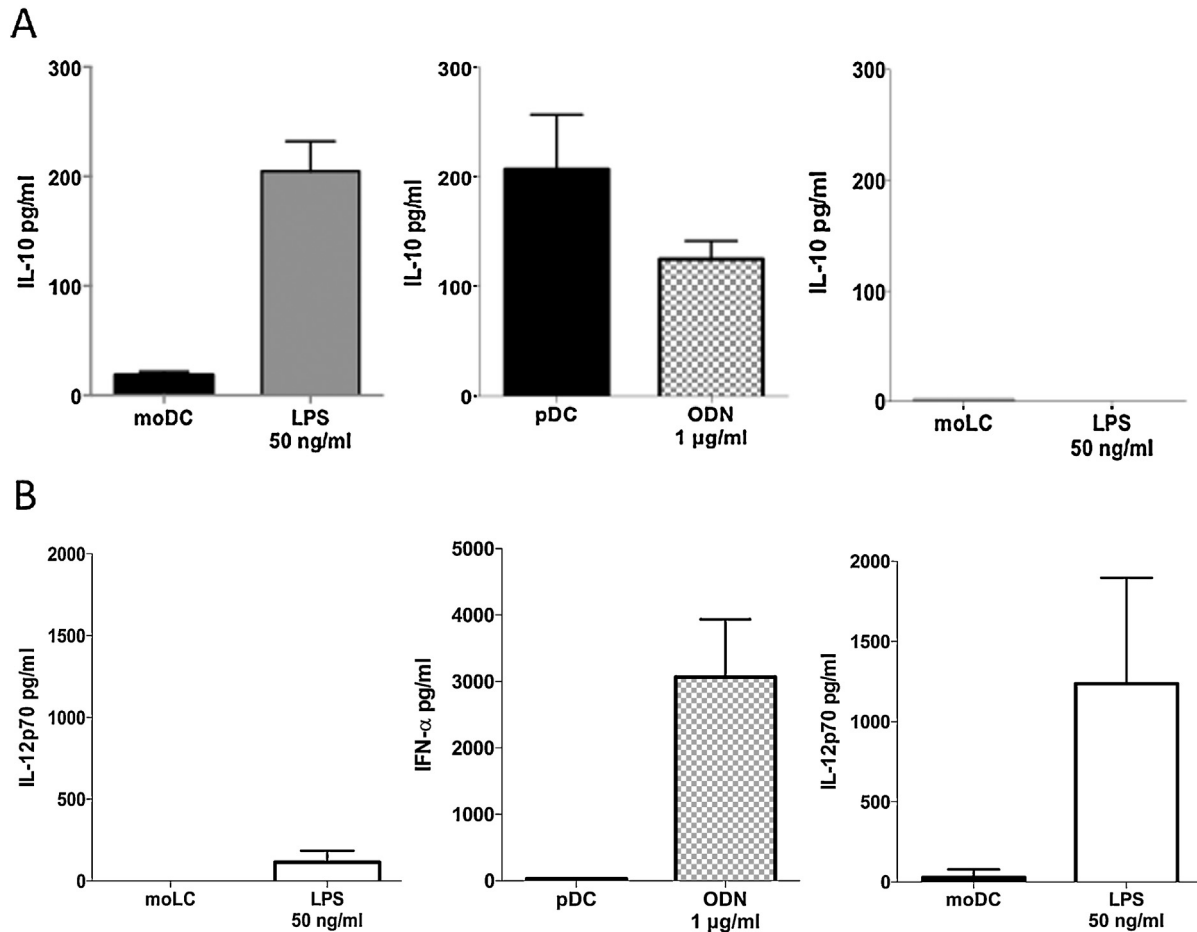 A
IL-10 pg/ml
300
200
100
0
moDC
LPS
50 ng/ml
IL-10 pg/ml
300
200
100
0
pDC
ODN
1 µg/ml
IL-10 pg/ml
300
200
100
0
moLC
LPS
50 ng/ml
B
IL-12p70 pg/ml
2000
1500
1000
500
0
moLC
LPS
50 ng/ml
IFN-α pg/ml
5000
4000
3000
2000
1000
0
pDC
ODN
1 µg/ml
IL-12p70 pg/ml
2000
1500
1000
500
0
moDC
LPS
50 ng/ml